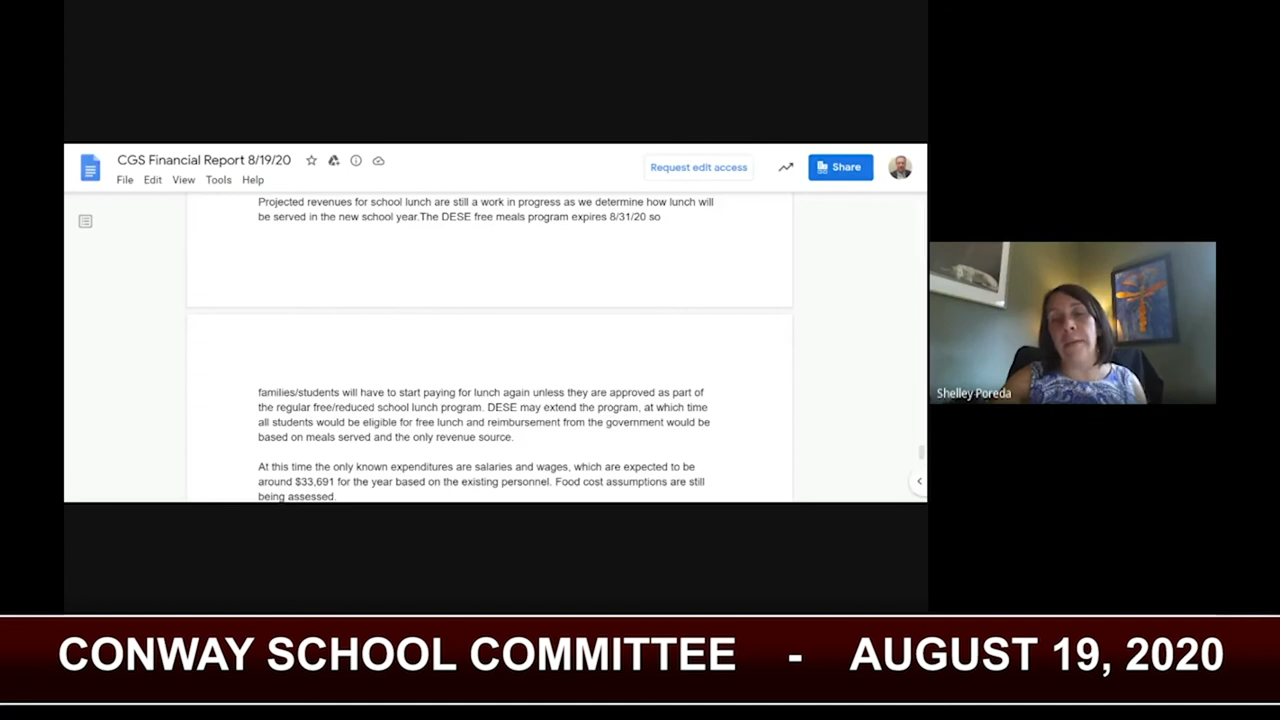 CGS Financial Report 8/19/20
File Edit View Tools Help
Request edit access
Share
Projected revenues for school lunch are still a work in progress as we determine how lunch will
be served in the new school year.The DESE free meals program expires 8/31/20 so
families/students will have to start paying for lunch again unless they are approved as part of
the regular free/reduced school lunch program. DESE may extend the program, at which time
all students would be eligible for free lunch and reimbursement from the government would be
based on meals served and the only revenue source.
At this time the only known expenditures are salaries and wages, which are expected to be
around $33,691 for the year based on the existing personnel. Food cost assumptions are still
being assessed.
Shelley Poreda
CONWAY SCHOOL COMMITTEE - AUGUST 19, 2020